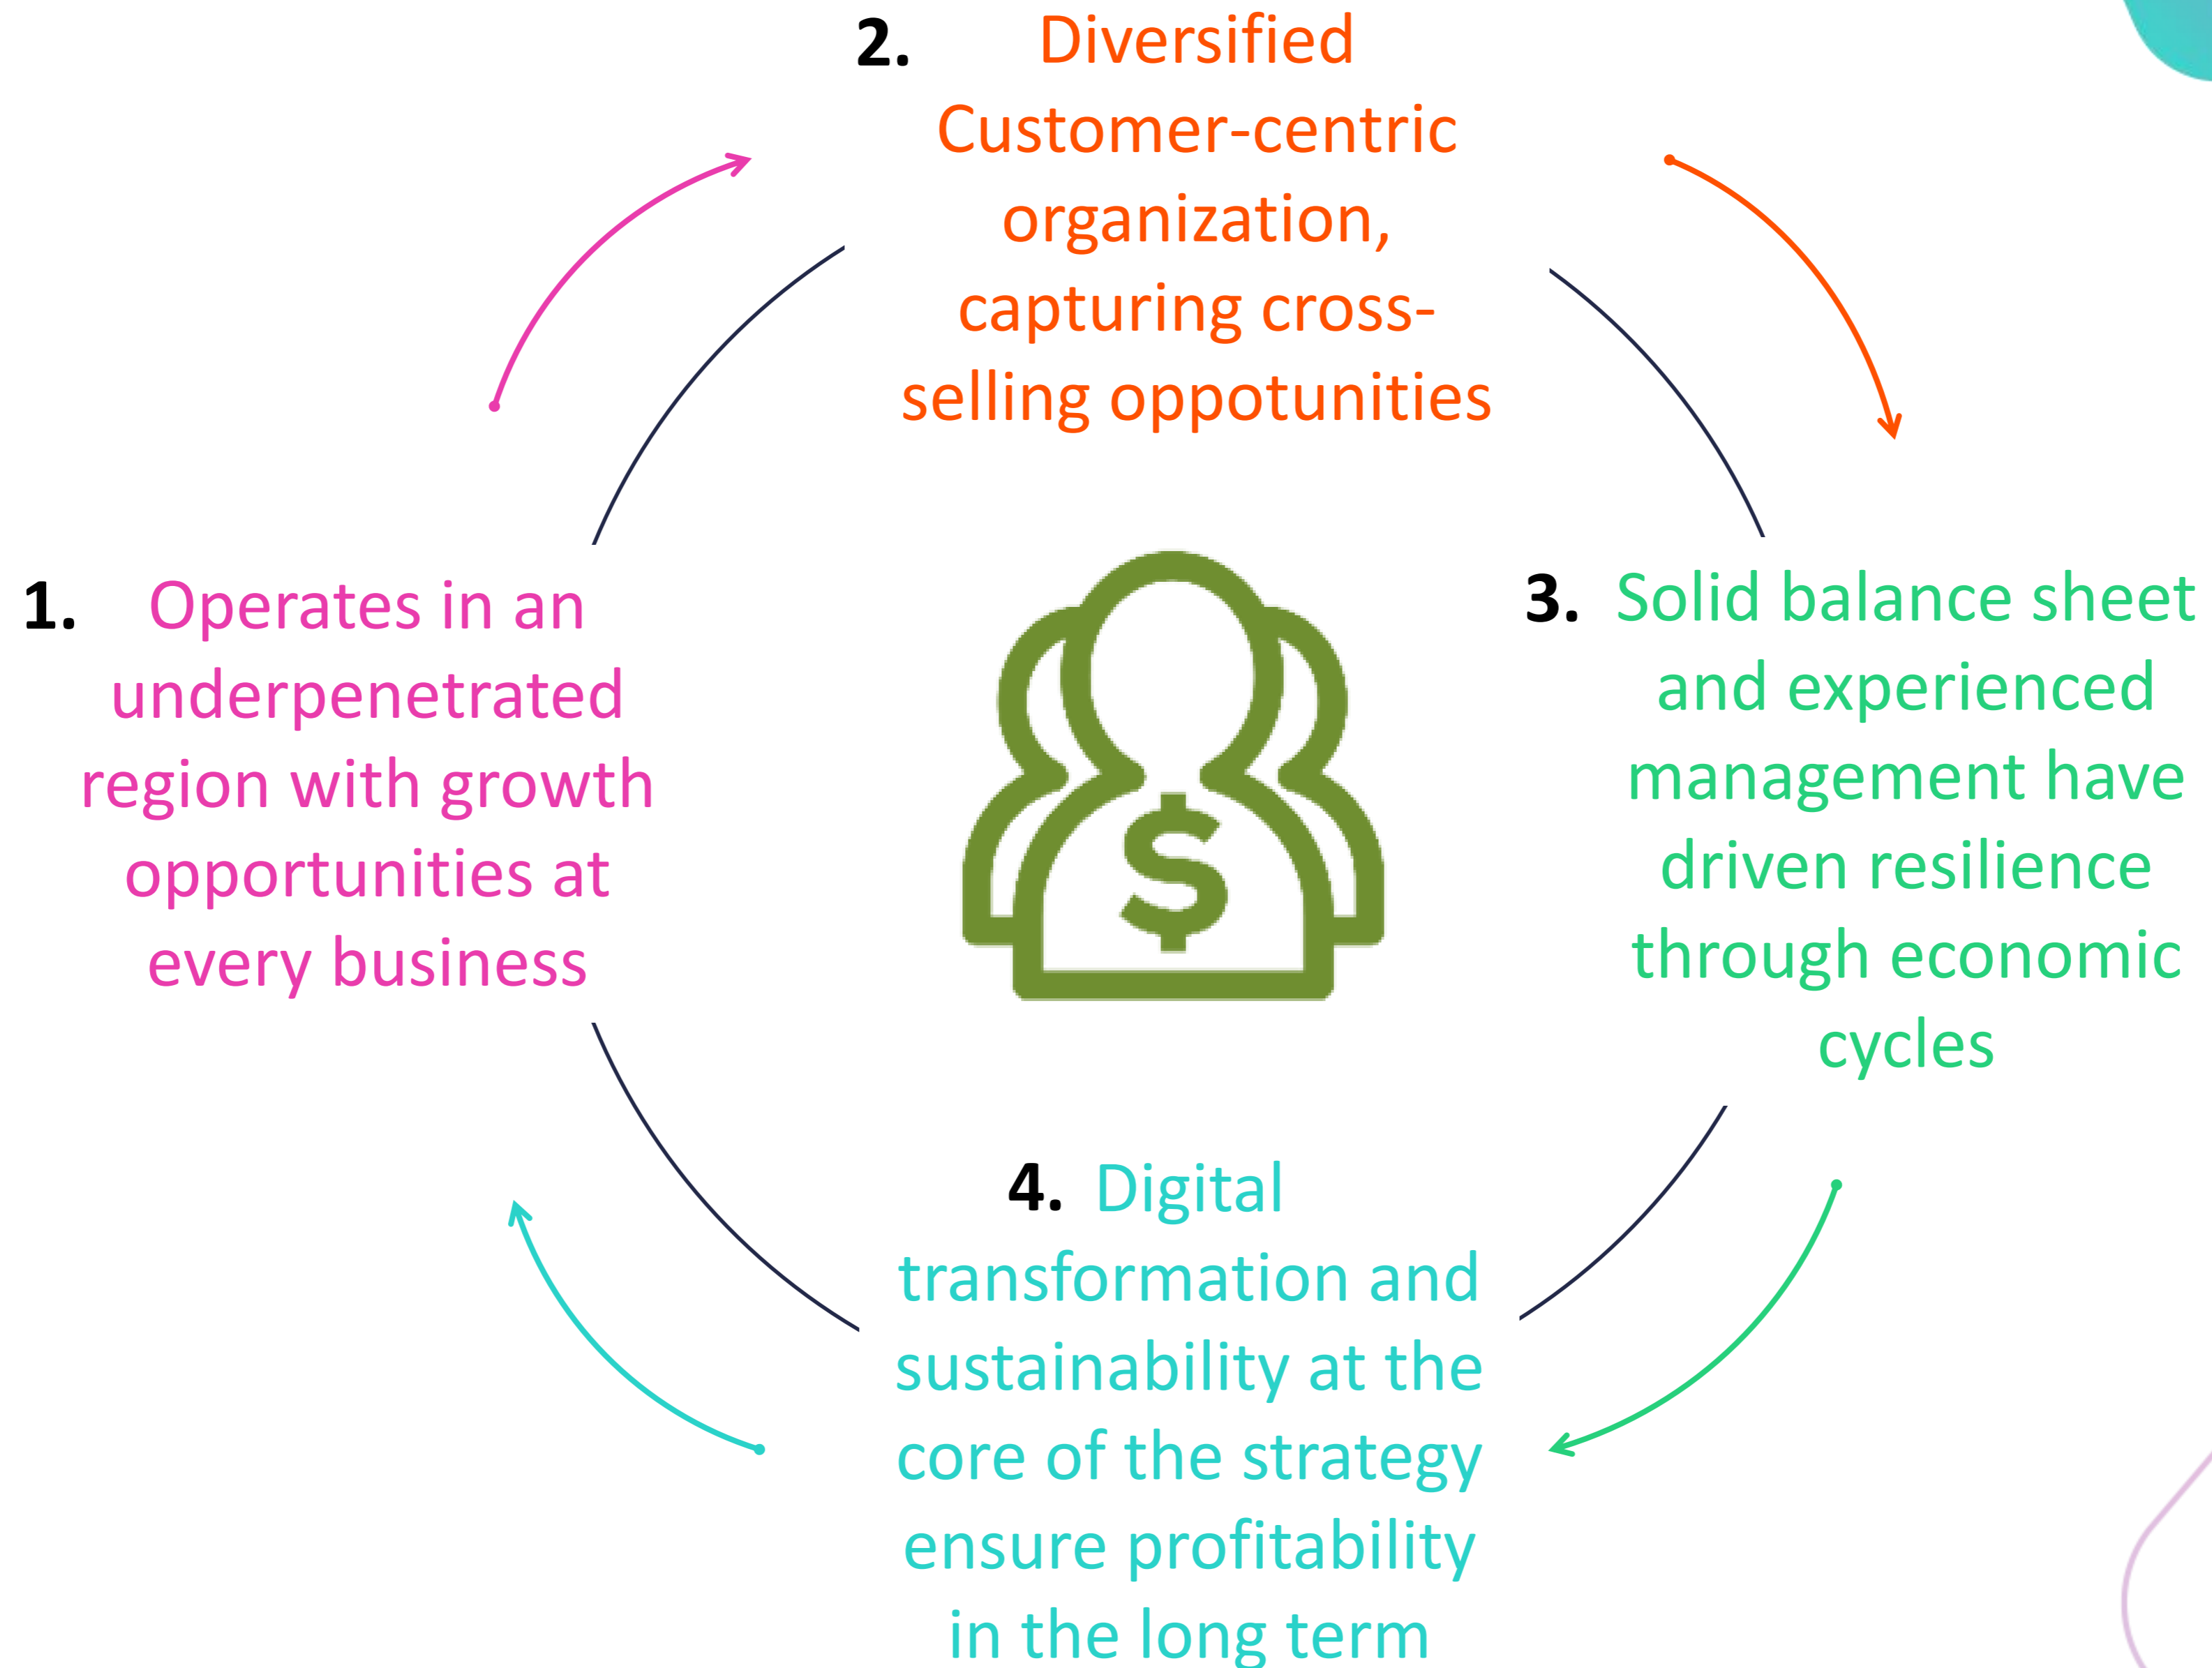 1. Operates in an
underpenetrated
region with growth
opportunities at
every business
2. Diversified
Customer-centric
organization,
capturing cross-
selling oppotunities
3. Solid balance sheet
and experienced
management have
driven resilience
through economic
cycles
4. Digital
transformation and
sustainability at the
core of the strategy
ensure profitability
in the long term
$